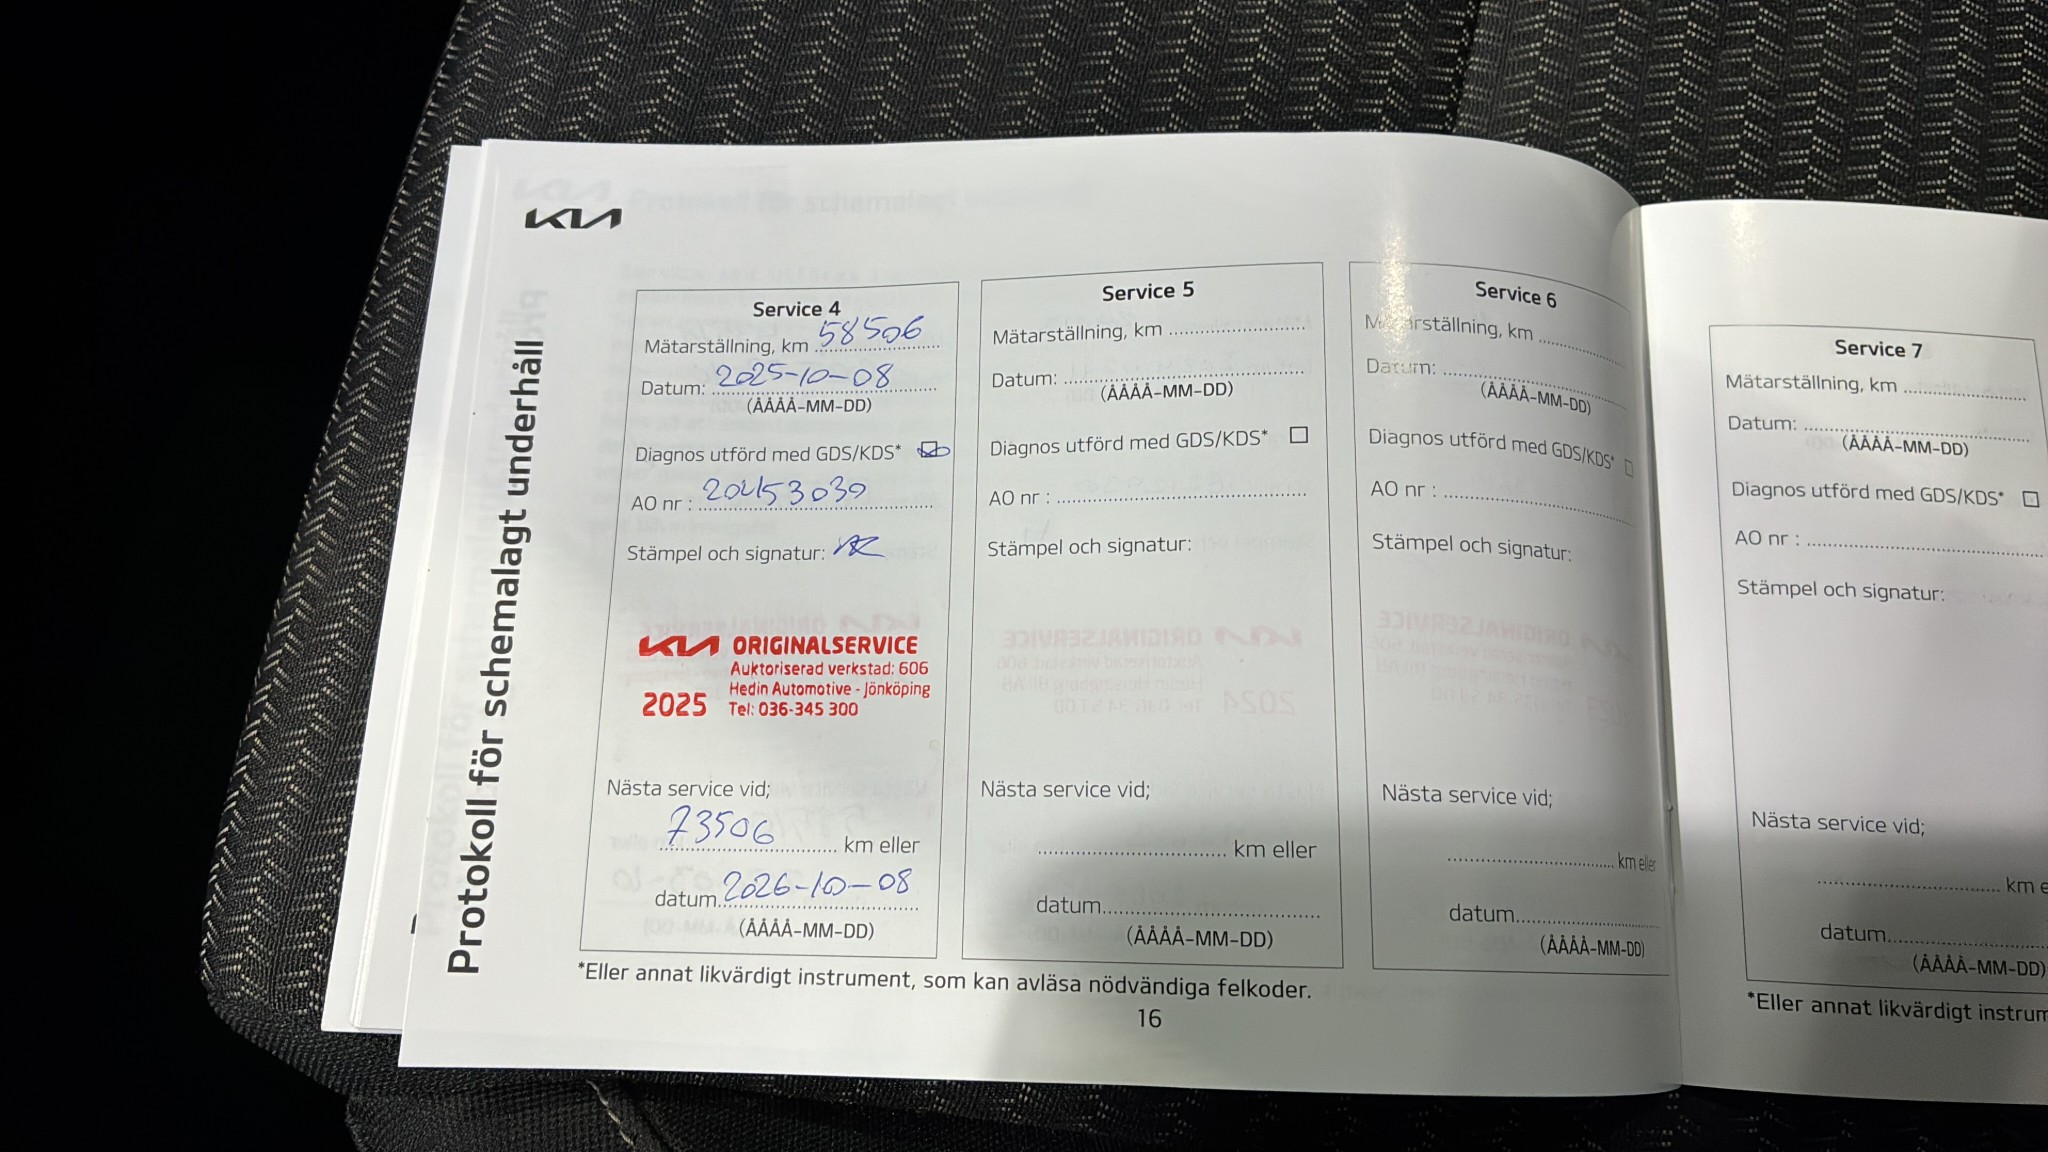 KIA
Protokoll för schemalagt underhåll
Service 4
Mätarställning, km 58506
Datum: 2025-10-08
(ÅÅÅÅ-MM-DD)
Diagnos utförd med GDS/KDS*
AO nr : 20453039
Stämpel och signatur:
KIA ORIGINALSERVICE
Auktoriserad verkstad: 606
Hedin Automotive - Jönköping
2025 Tel: 036-345 300
Nästa service vid;
73506 km eller
datum 2026-10-08
(ÅÅÅÅ-MM-DD)
Service 5
Mätarställning, km
Datum:
(ÅÅÅÅ-MM-DD)
Diagnos utförd med GDS/KDS*
AO nr :
Stämpel och signatur:
Nästa service vid;
km eller
datum
(ÅÅÅÅ-MM-DD)
Service 6
Mätarställning, km
Datum:
(ÅÅÅÅ-MM-DD)
Diagnos utförd med GDS/KDS*
AO nr :
Stämpel och signatur:
Nästa service vid;
km eller
datum
(ÅÅÅÅ-MM-DD)
*Eller annat likvärdigt instrument, som kan avläsa nödvändiga felkoder.
16
Service 7
Mätarställning, km
Datum:
(ÅÅÅÅ-MM-DD)
Diagnos utförd med GDS/KDS*
AO nr :
Stämpel och signatur:
Nästa service vid;
km e
datum
(ÅÅÅÅ-MM-DD)
*Eller annat likvärdigt instrum